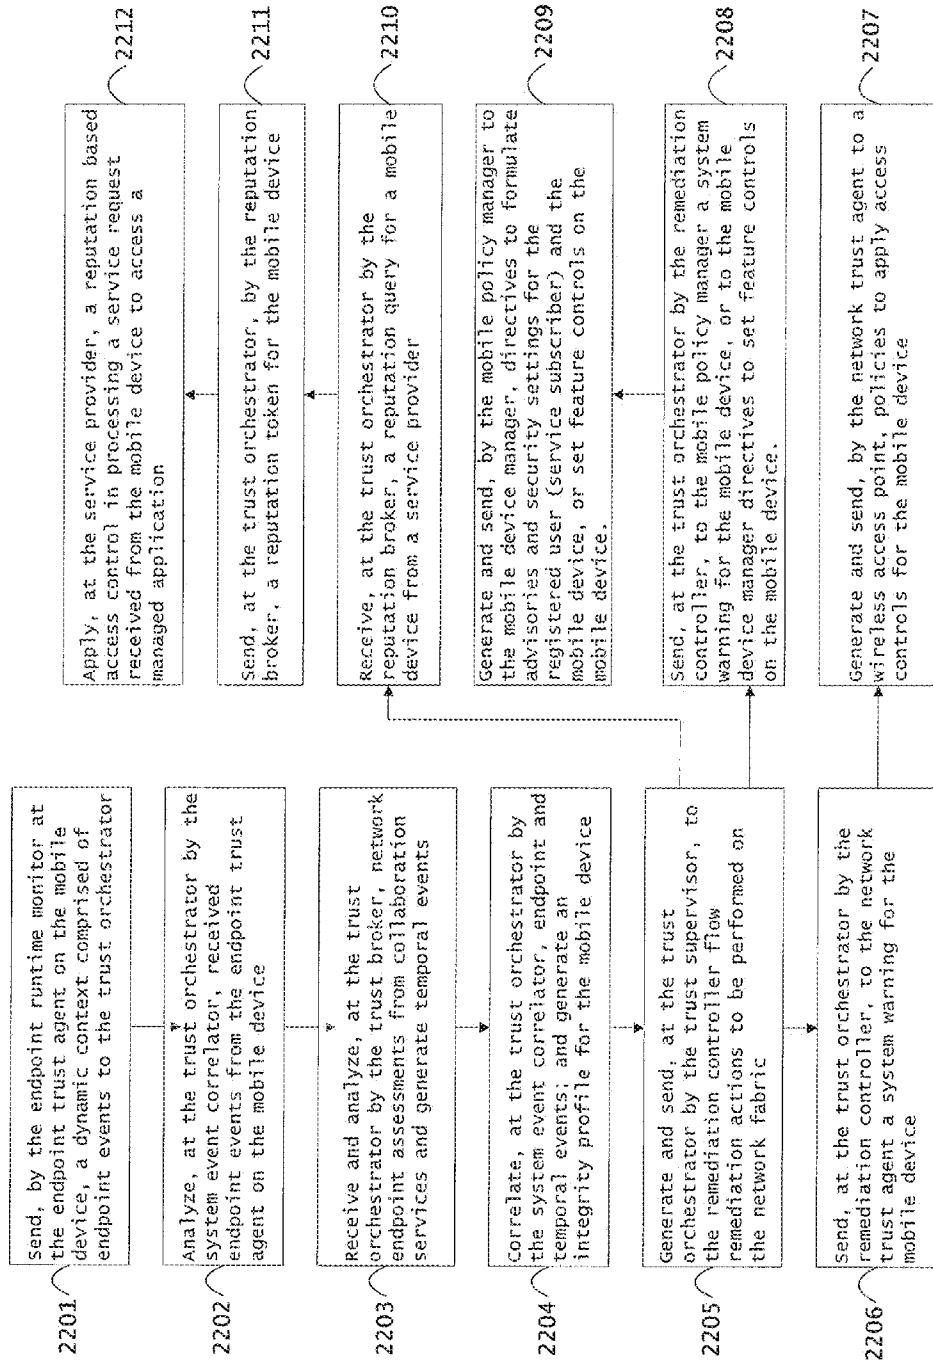 2201
Send, by the endpoint runtime monitor at
the endpoint trust agent on the mobile
device, a dynamic context comprised of
endpoint events to the trust orchestrator
2202
Analyze, at the trust orchestrator by the
system event correlator, received
endpoint events from the endpoint trust
agent on the mobile device
2203
Receive and analyze, at the trust
orchestrator by the trust broker, network
endpoint assessments from collaboration
services and generate temporal events
2204
Correlate, at the trust orchestrator by
the system event correlator, endpoint and
temporal events; and generate an
integrity profile for the mobile device
2205
Generate and send, at the trust
orchestrator by the trust supervisor, to
the remediation controller flow
remediation actions to be performed on
the network fabric
2206
Send, at the trust orchestrator by the
remediation controller, to the network
trust agent a system warning for the
mobile device
2207
Generate and send, by the network trust agent to a
wireless access point, policies to apply access
controls for the mobile device
2208
Send, at the trust orchestrator by the remediation
controller, to the mobile policy manager a system
warning for the mobile device, or to the mobile
device manager directives to set feature controls
on the mobile device.
2209
Generate and send, by the mobile policy manager to
the mobile device manager, directives to formulate
advisories and security settings for the
registered user (service subscriber) and the
mobile device, or set feature controls on the
mobile device.
2210
Receive, at the trust orchestrator by the
reputation broker, a reputation query for a mobile
device from a service provider
2211
Send, at the trust orchestrator, by the reputation
broker, a reputation token for the mobile device
2212
Apply, at the service provider, a reputation based
access control in processing a service request
received from the mobile device to access a
managed application